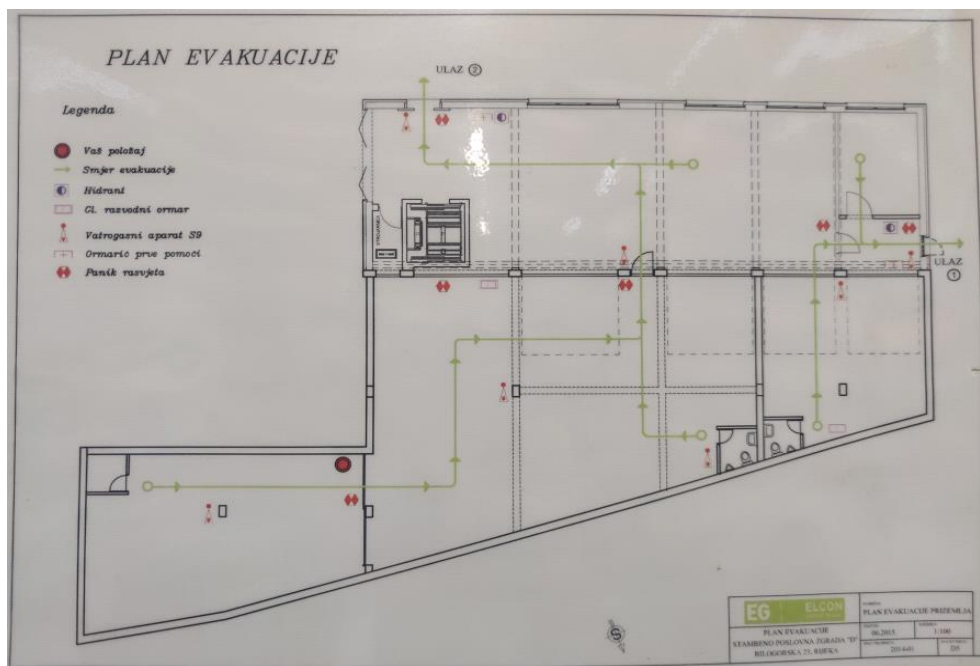 PLAN EVAKUACIJE
ULAZ 2
Legenda
Vaš položaj
Smjer evakuacije
Hidrant
Gl. razvodni ormar
Vatrogasni aparat S9
Ormarić prve pomoći
Panik rasvjeta
ULAZ
1
EG ELCON
PLAN EVAKUACIJE
STAMBENO POSLOVNA ZGRADA "D"
BILOGORSKA 23, RIJEKA
PLAN EVAKUACIJE PRIZEMLJA
06.2015.
1:100
S